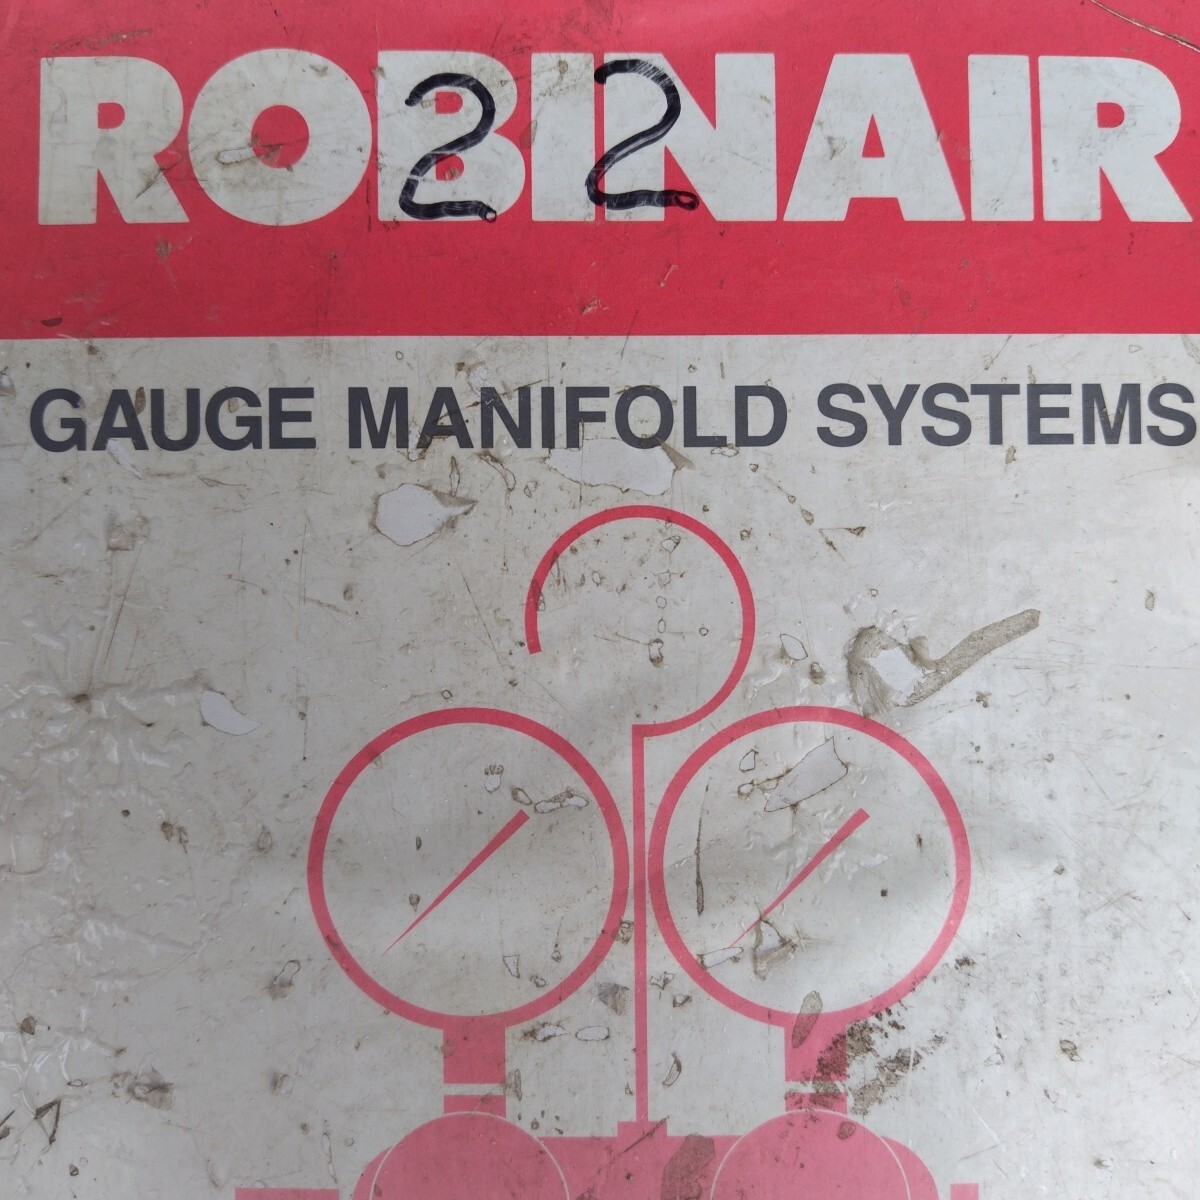 ROBINAIR
22
GAUGE MANIFOLD SYSTEMS